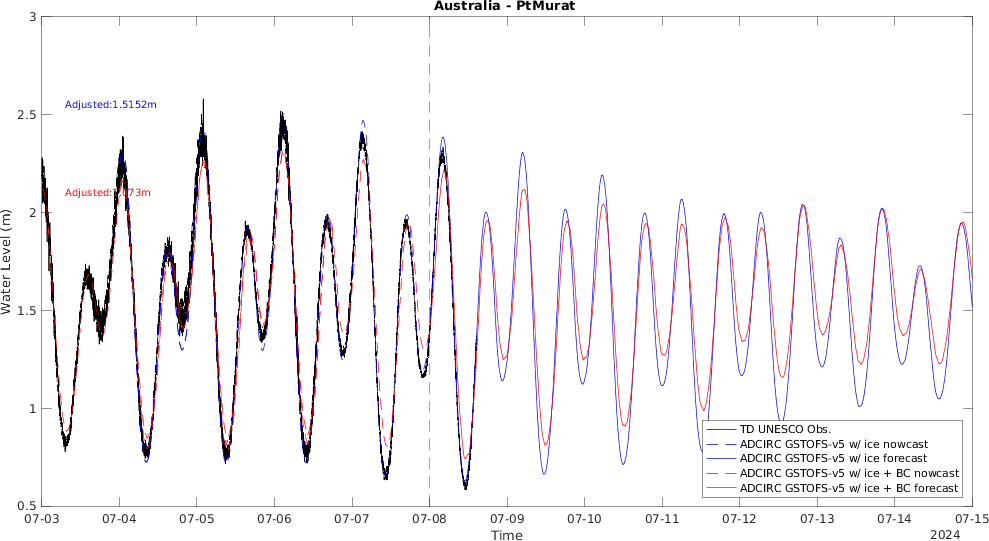 Australia - PtMurat
3
2.5
2
1.5
1
0.5
Water Level (m)
Adjusted:1.5152m
07-03
07-04
07-05
07-06
07-07
07-08
07-09
07-10
07-11
07-12
07-13
07-14
07-15
Time
2024
TD UNESCO Obs.
ADCIRC GSTOFS-v5 w/ ice nowcast
ADCIRC GSTOFS-v5 w/ ice forecast
ADCIRC GSTOFS-v5 w/ ice + BC nowcast
ADCIRC GSTOFS-v5 w/ ice + BC forecast